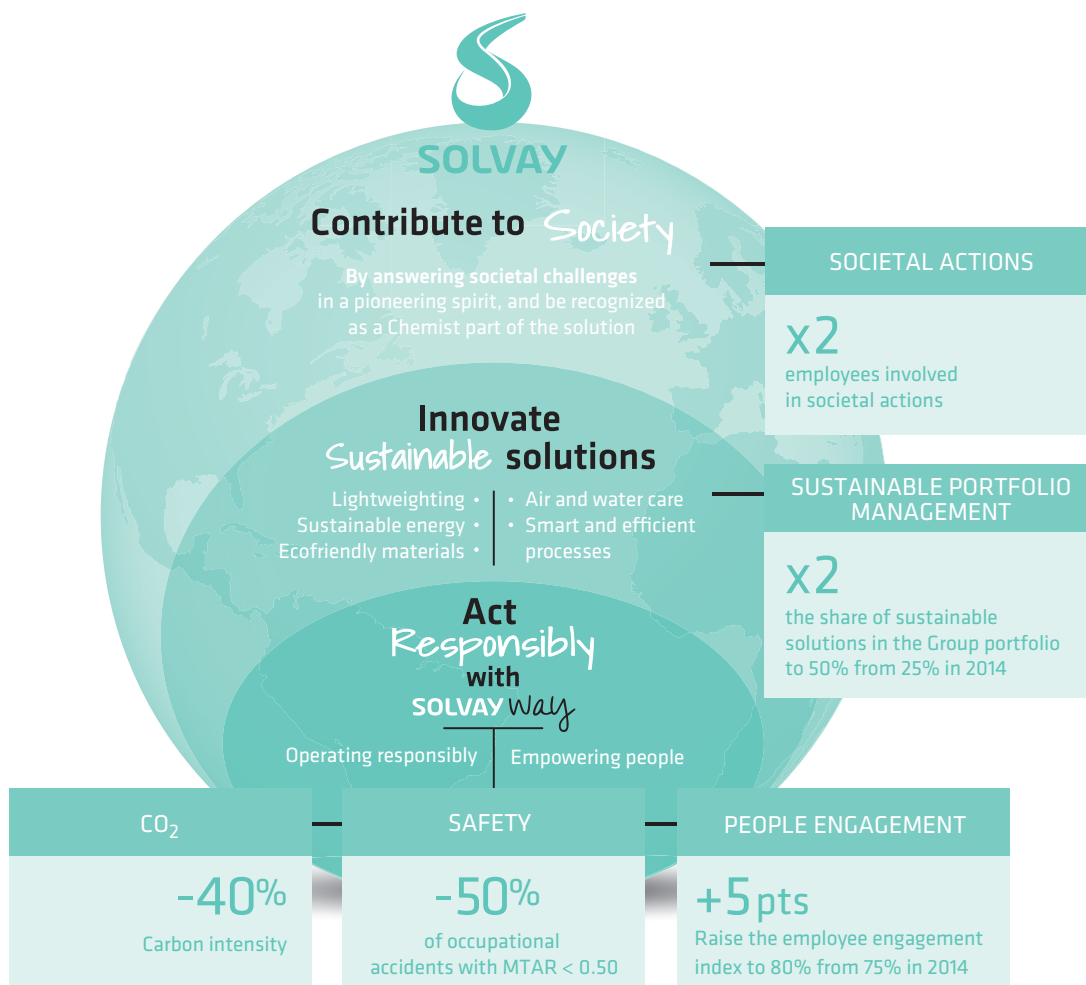 SOLVAY
Contribute to Society
By answering societal challenges
in a pioneering spirit, and be recognized
as a Chemist part of the solution
SOCIETAL ACTIONS
x2
employees involved
in societal actions
Innovate
Sustainable solutions
Lightweighting •
Sustainable energy •
Ecofriendly materials •
• Air and water care
• Smart and efficient
processes
SUSTAINABLE PORTFOLIO
MANAGEMENT
x2
the share of sustainable
solutions in the Group portfolio
to 50% from 25% in 2014
Act
Responsibly
with
SOLVAY way
Operating responsibly
Empowering people
CO₂
-40%
Carbon intensity
SAFETY
-50%
of occupational
accidents with MTAR < 0.50
PEOPLE ENGAGEMENT
+5 pts
Raise the employee engagement
index to 80% from 75% in 2014